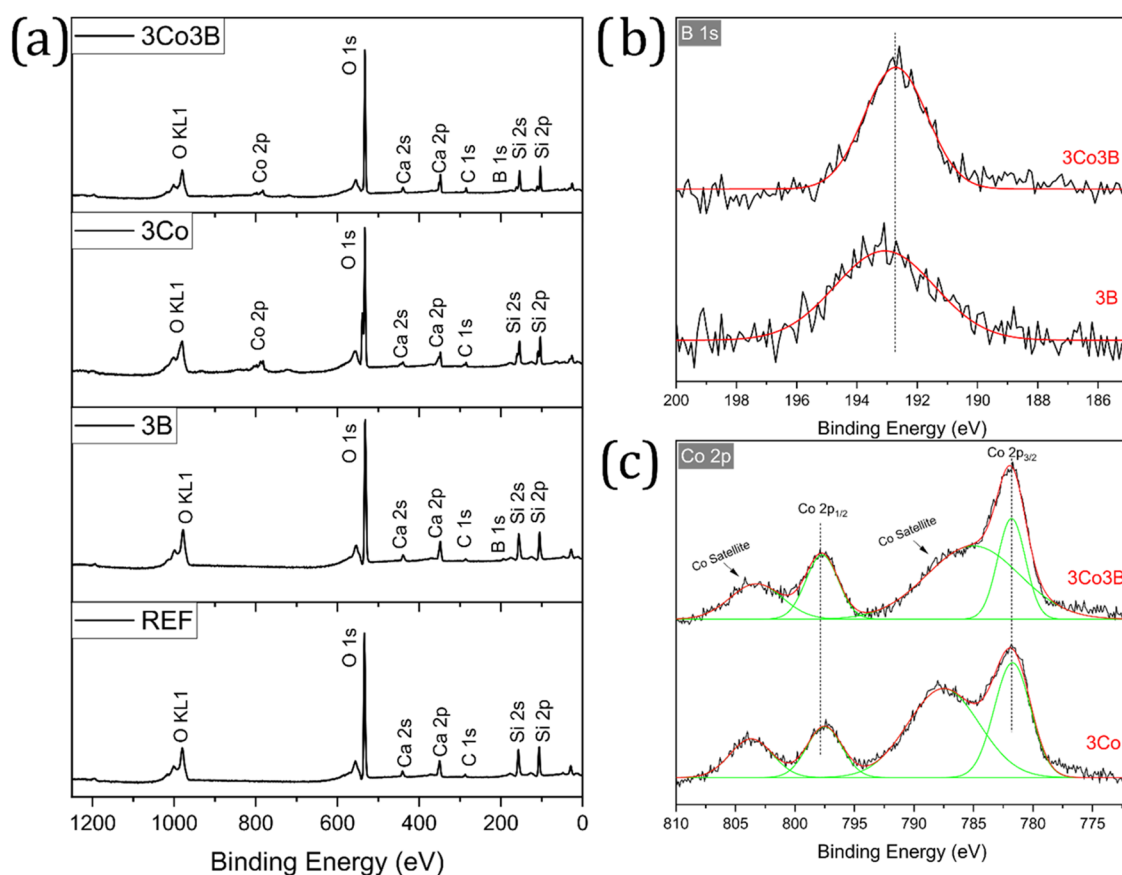 (a)
3Co3B
O KL1
Co 2p
O 1s
Ca 2s
Ca 2p
C 1s
B 1s
Si 2s
Si 2p
3Co
O KL1
Co 2p
O 1s
Ca 2s
Ca 2p
C 1s
Si 2s
Si 2p
3B
O KL1
O 1s
Ca 2s
Ca 2p
C 1s
B 1s
Si 2s
Si 2p
REF
O KL1
O 1s
Ca 2s
Ca 2p
C 1s
Si 2s
Si 2p
1200 1000 800 600 400 200 0
Binding Energy (eV)
(b)
B 1s
3Co3B
3B
200 198 196 194 192 190 188 186
Binding Energy (eV)
(c)
Co 2p
Co 2p3/2
Co 2p1/2
Co Satellite
Co Satellite
3Co3B
3Co
810 805 800 795 790 785 780 775
Binding Energy (eV)